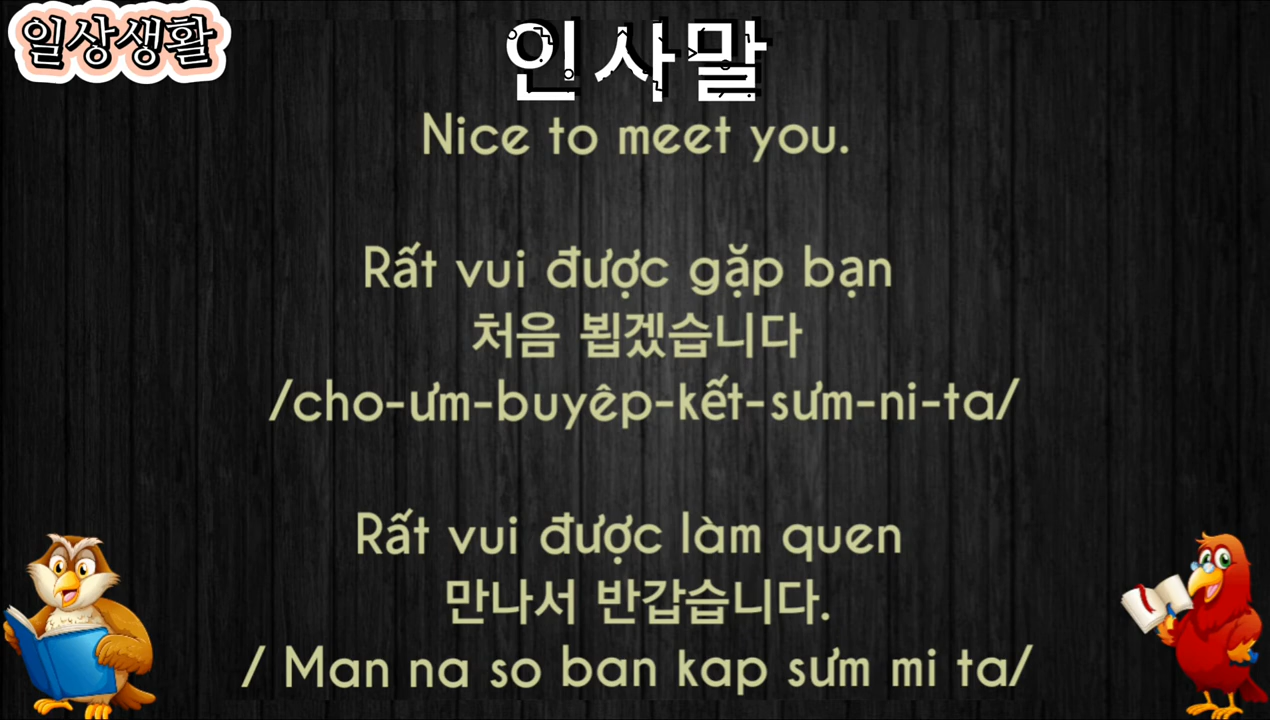 일상생활
인사말
Nice to meet you.
Rất vui được gặp bạn
처음 뵙겠습니다
/cho-ưm-buyêp-kết-sưm-ni-ta/
Rất vui được làm quen
만나서 반갑습니다.
/ Man na so ban kap sưm mi ta/